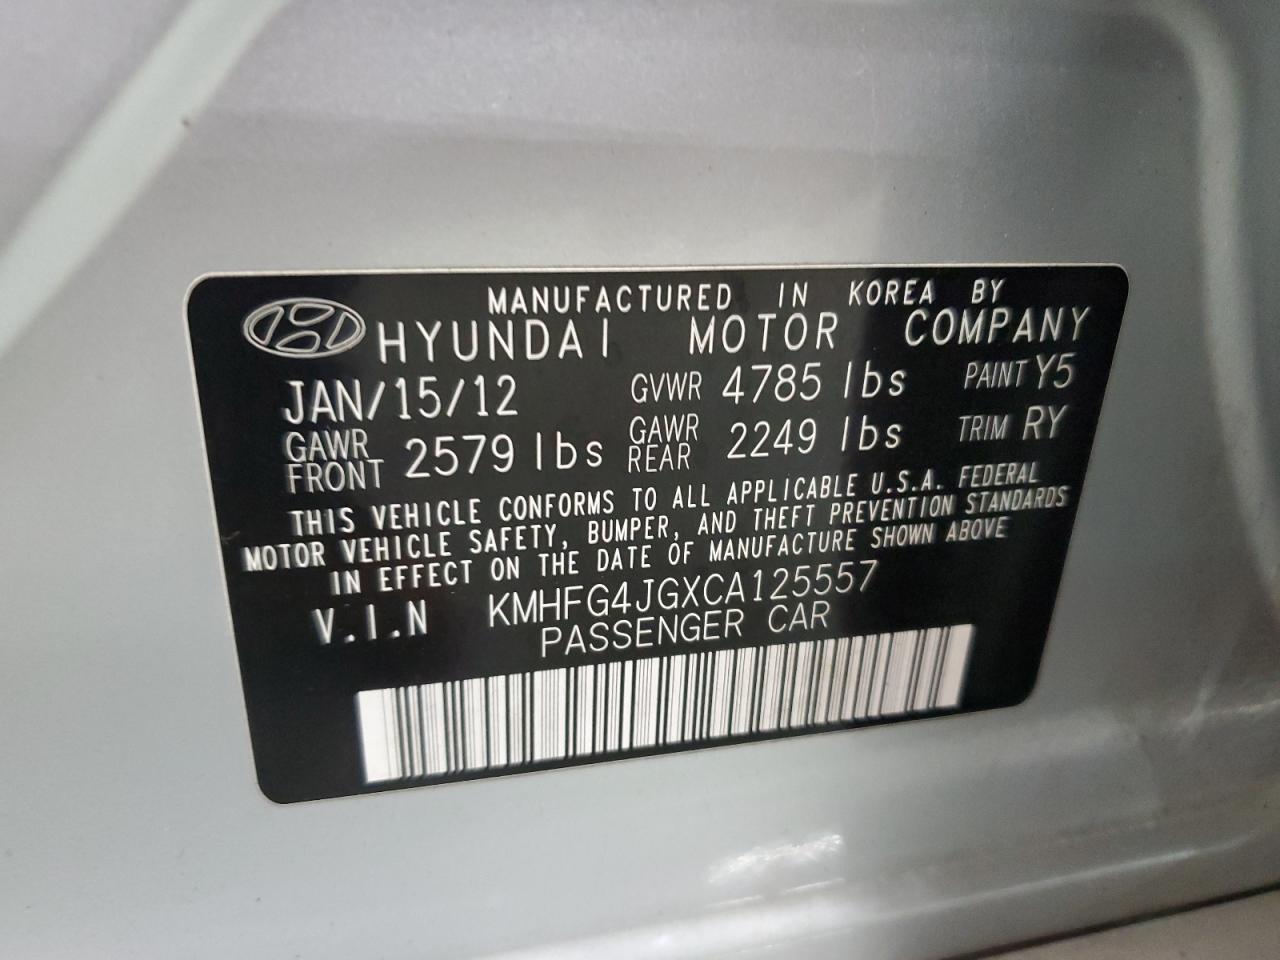 MANUFACTURED IN KOREA BY
HYUNDAI MOTOR COMPANY
JAN/15/12 GVWR 4785 lbs PAINT Y5
GAWR FRONT 2579 lbs GAWR REAR 2249 lbs TRIM RY
THIS VEHICLE CONFORMS TO ALL APPLICABLE U.S.A. FEDERAL
MOTOR VEHICLE SAFETY, BUMPER, AND THEFT PREVENTION STANDARDS
IN EFFECT ON THE DATE OF MANUFACTURE SHOWN ABOVE
V.I.N KMHFG4JGXCA125557
PASSENGER CAR